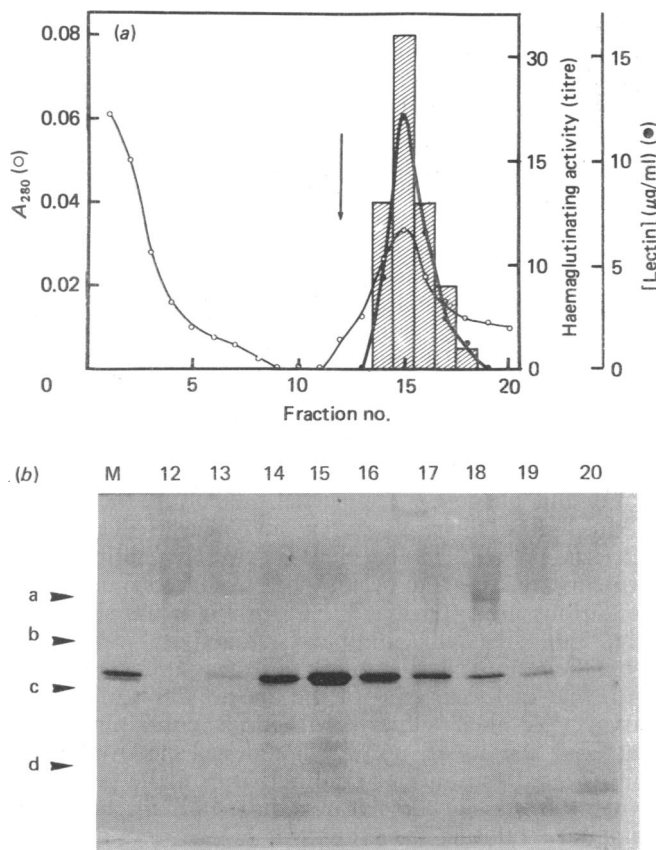 (a)
0.08
0.06
0.04
0.02
0
A280 (○)
5
10
15
20
Fraction no.
30
15
10
0
Haemaglutinating activity (titre)
15
10
5
0
[Lectin] (μg/ml) (●)
(b)
M 12 13 14 15 16 17 18 19 20
a
b
c
d